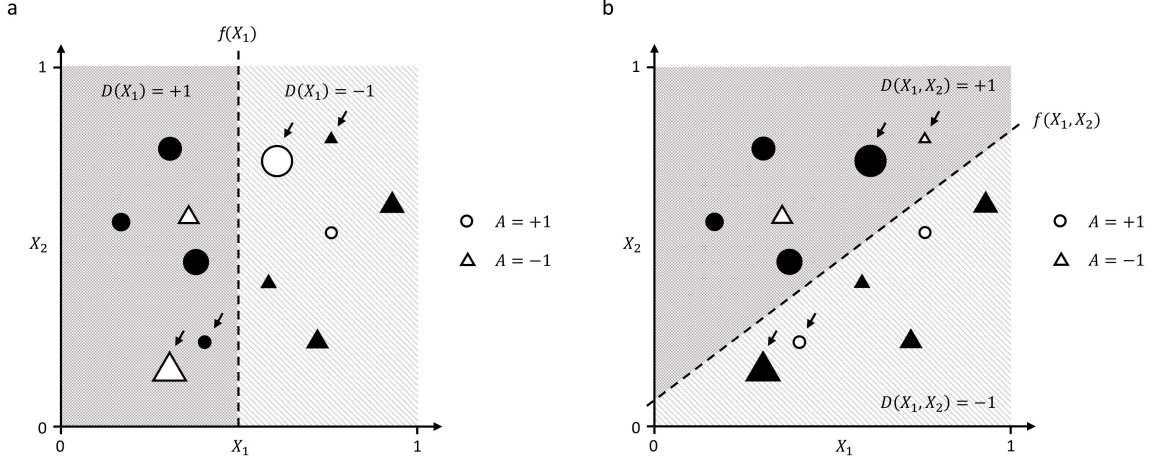 a
f(X₁)
1
D(X₁) = +1
D(X₁) = −1
X₂
A = +1
A = −1
0
0
X₁
1
b
1
D(X₁, X₂) = +1
f(X₁, X₂)
X₂
A = +1
A = −1
D(X₁, X₂) = −1
0
0
X₁
1